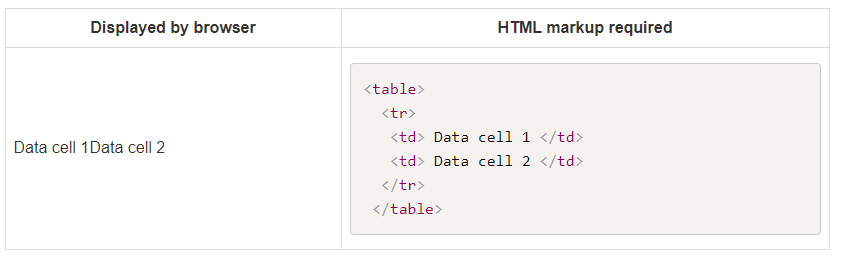 Displayed by browser HTML markup required
<table>
<tr>
<td> Data cell 1 </td>
Data cell 1Data cell 2
<td> Data cell 2 </td>
</tr>
</table>